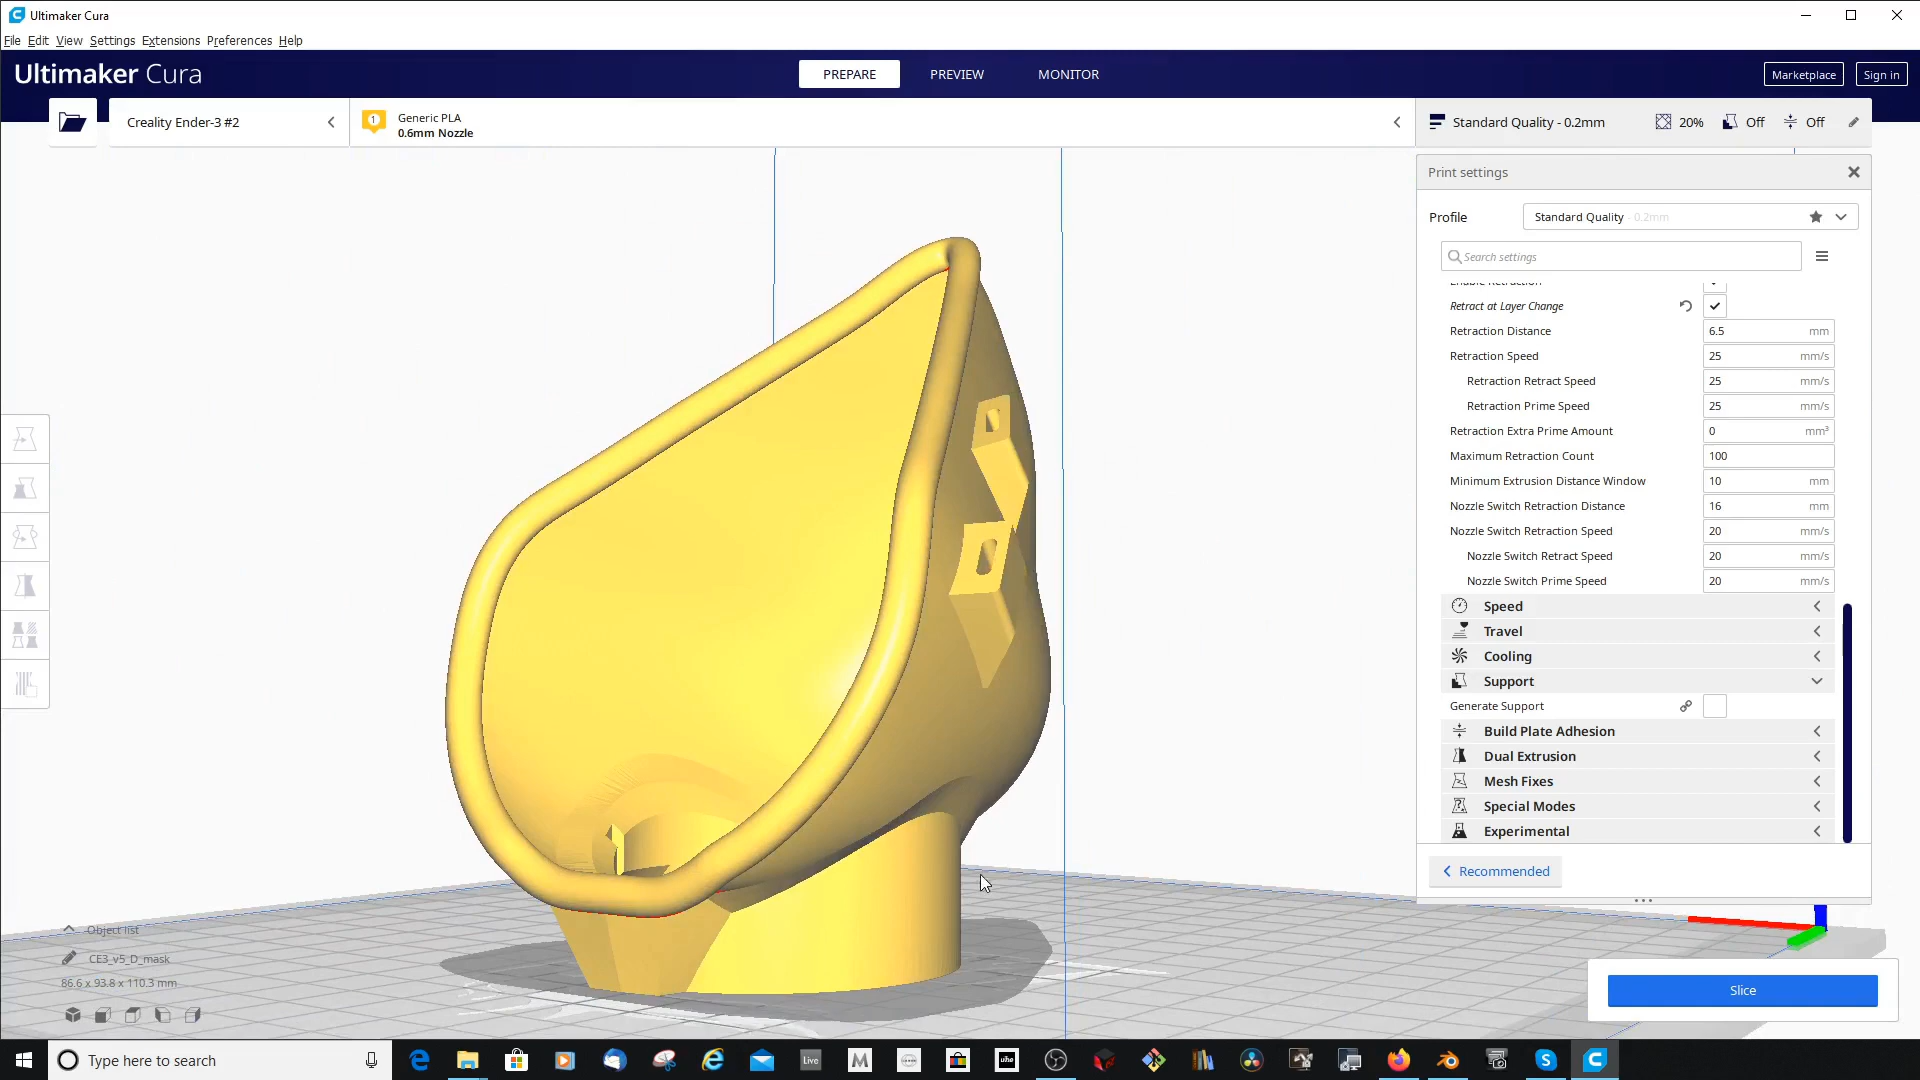 Ultimaker Cura
File Edit View Settings Extensions Preferences Help
Ultimaker Cura
PREPARE PREVIEW MONITOR
Marketplace Sign in
Creality Ender-3 #2
1
Generic PLA
0.6mm Nozzle
Standard Quality - 0.2mm 20% Off Off
Print settings
Profile Standard Quality - 0.2mm
Search settings
Enable Retraction
Retract at Layer Change
Retraction Distance 6.5 mm
Retraction Speed 25 mm/s
Retraction Retract Speed 25 mm/s
Retraction Prime Speed 25 mm/s
Retraction Extra Prime Amount 0 mm³
Maximum Retraction Count 100
Minimum Extrusion Distance Window 10 mm
Nozzle Switch Retraction Distance 16 mm
Nozzle Switch Retraction Speed 20 mm/s
Nozzle Switch Retract Speed 20 mm/s
Nozzle Switch Prime Speed 20 mm/s
Speed
Travel
Cooling
Support
Generate Support
Build Plate Adhesion
Dual Extrusion
Mesh Fixes
Special Modes
Experimental
Recommended
Object list
CE3_v5_D_mask
86.6 x 93.8 x 110.3 mm
Slice
Type here to search
Live